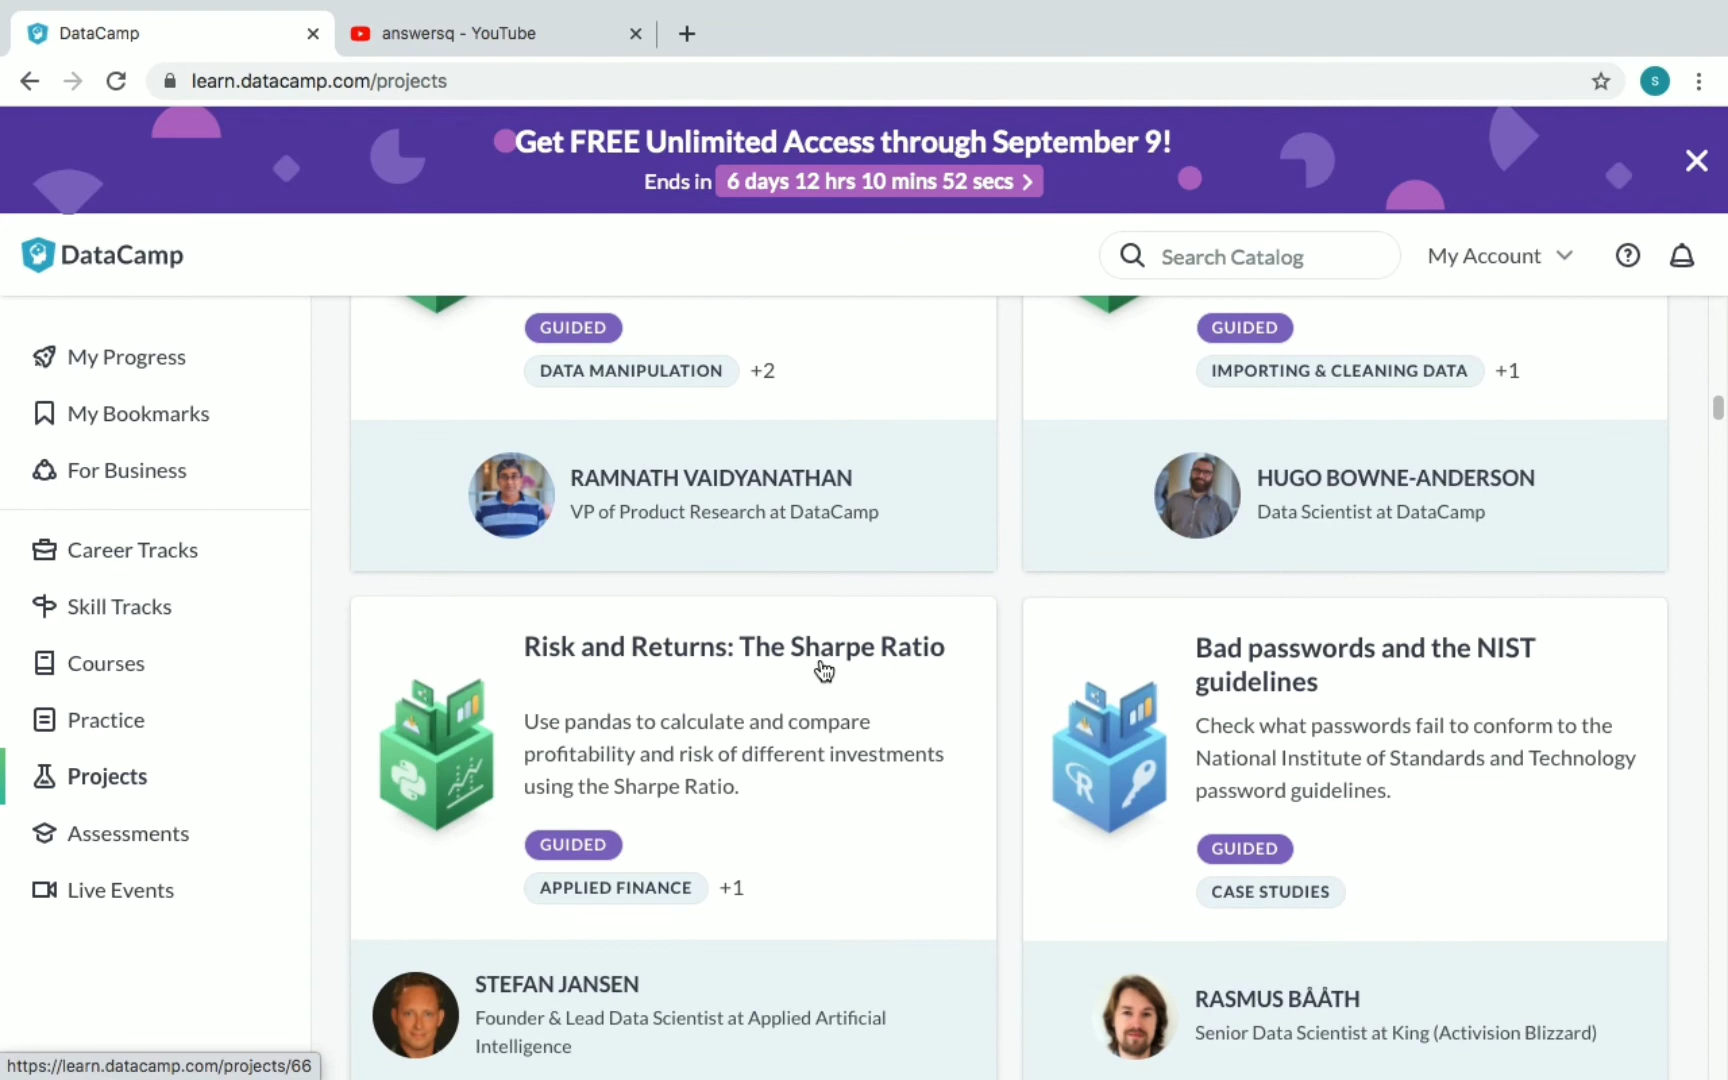 DataCamp
answersq - YouTube
learn.datacamp.com/projects
S
Get FREE Unlimited Access through September 9!
Ends in 6 days 12 hrs 10 mins 52 secs
DataCamp
Search Catalog
My Account
My Progress
My Bookmarks
For Business
Career Tracks
Skill Tracks
Courses
Practice
Projects
Assessments
Live Events
GUIDED
DATA MANIPULATION +2
RAMNATH VAIDYANATHAN
VP of Product Research at DataCamp
GUIDED
IMPORTING & CLEANING DATA +1
HUGO BOWNE-ANDERSON
Data Scientist at DataCamp
Risk and Returns: The Sharpe Ratio
Use pandas to calculate and compare
profitability and risk of different investments
using the Sharpe Ratio.
GUIDED
APPLIED FINANCE +1
STEFAN JANSEN
Founder & Lead Data Scientist at Applied Artificial
Intelligence
Bad passwords and the NIST
guidelines
Check what passwords fail to conform to the
National Institute of Standards and Technology
password guidelines.
R
GUIDED
CASE STUDIES
RASMUS BÅÅTH
Senior Data Scientist at King (Activision Blizzard)
https://learn.datacamp.com/projects/66